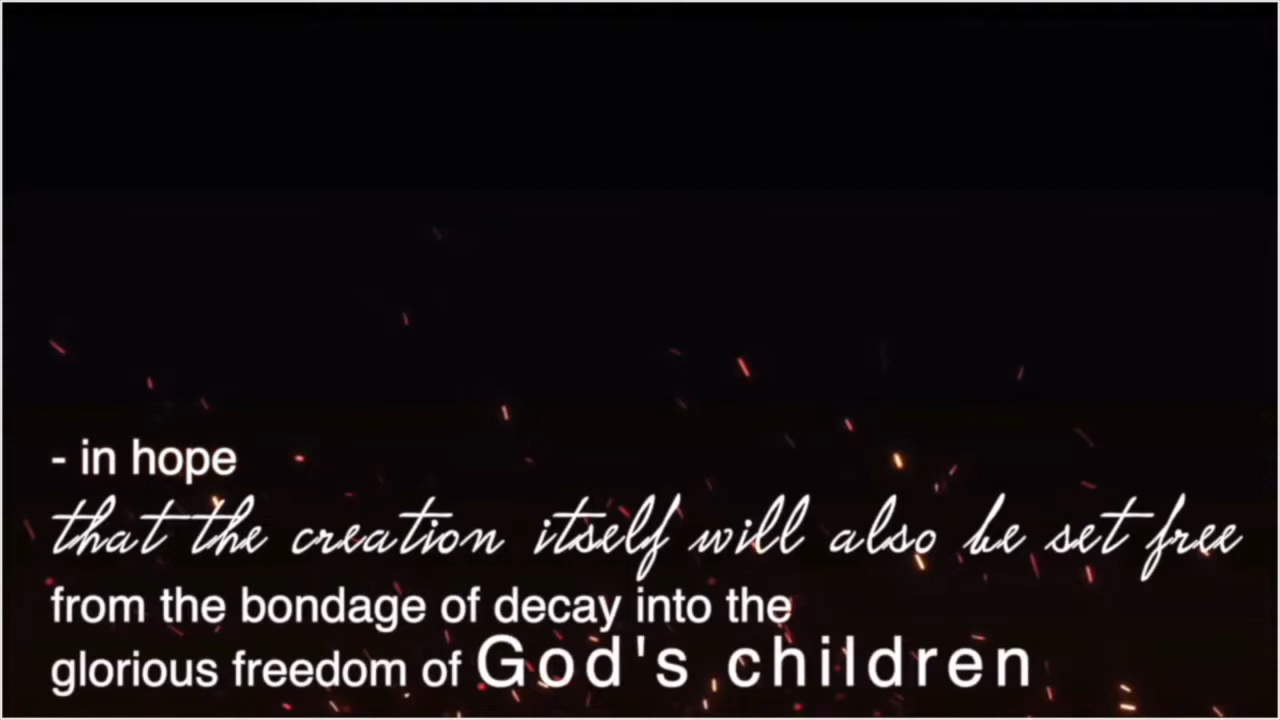 - in hope
that the creation itself will also be set free
from the bondage of decay into the
glorious freedom of God's children